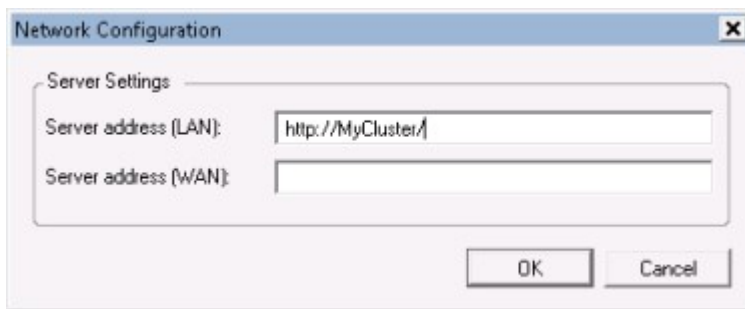 Network Configuration
Server Settings
Server address (LAN): http://MyCluster/
Server address (WAN):
OK Cancel